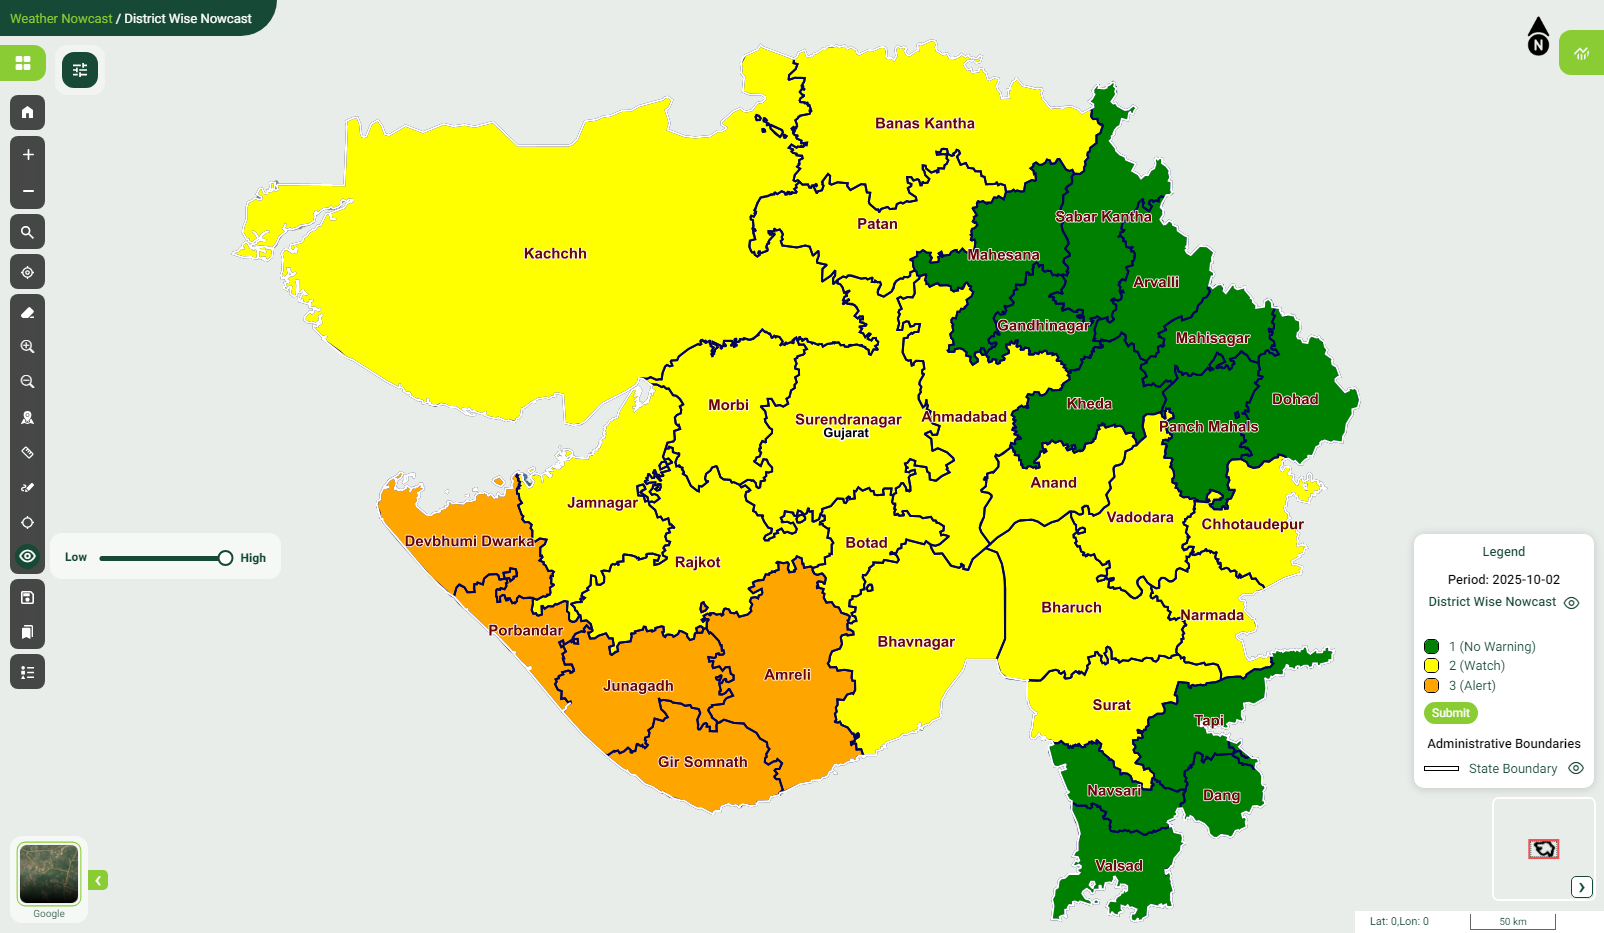 Weather Nowcast / District Wise Nowcast
N
Banas Kantha
Patan
Sabar Kantha
Kachchh
Mahesana
Arvalli
Gandhinagar
Mahisagar
Morbi
Surendranagar
Gujarat
Ahmadabad
Kheda
Panch Mahals
Dohad
Anand
Jamnagar
Vadodara
Chhotaudepur
Devbhumi Dwarka
Rajkot
Botad
Low
High
Porbandar
Bharuch
Narmada
Bhavnagar
Junagadh
Amreli
Surat
Tapi
Gir Somnath
Navsari
Dang
Valsad
Legend
Period: 2025-10-02
District Wise Nowcast
1 (No Warning)
2 (Watch)
3 (Alert)
Submit
Administrative Boundaries
State Boundary
Google
Lat: 0,Lon: 0
50 km